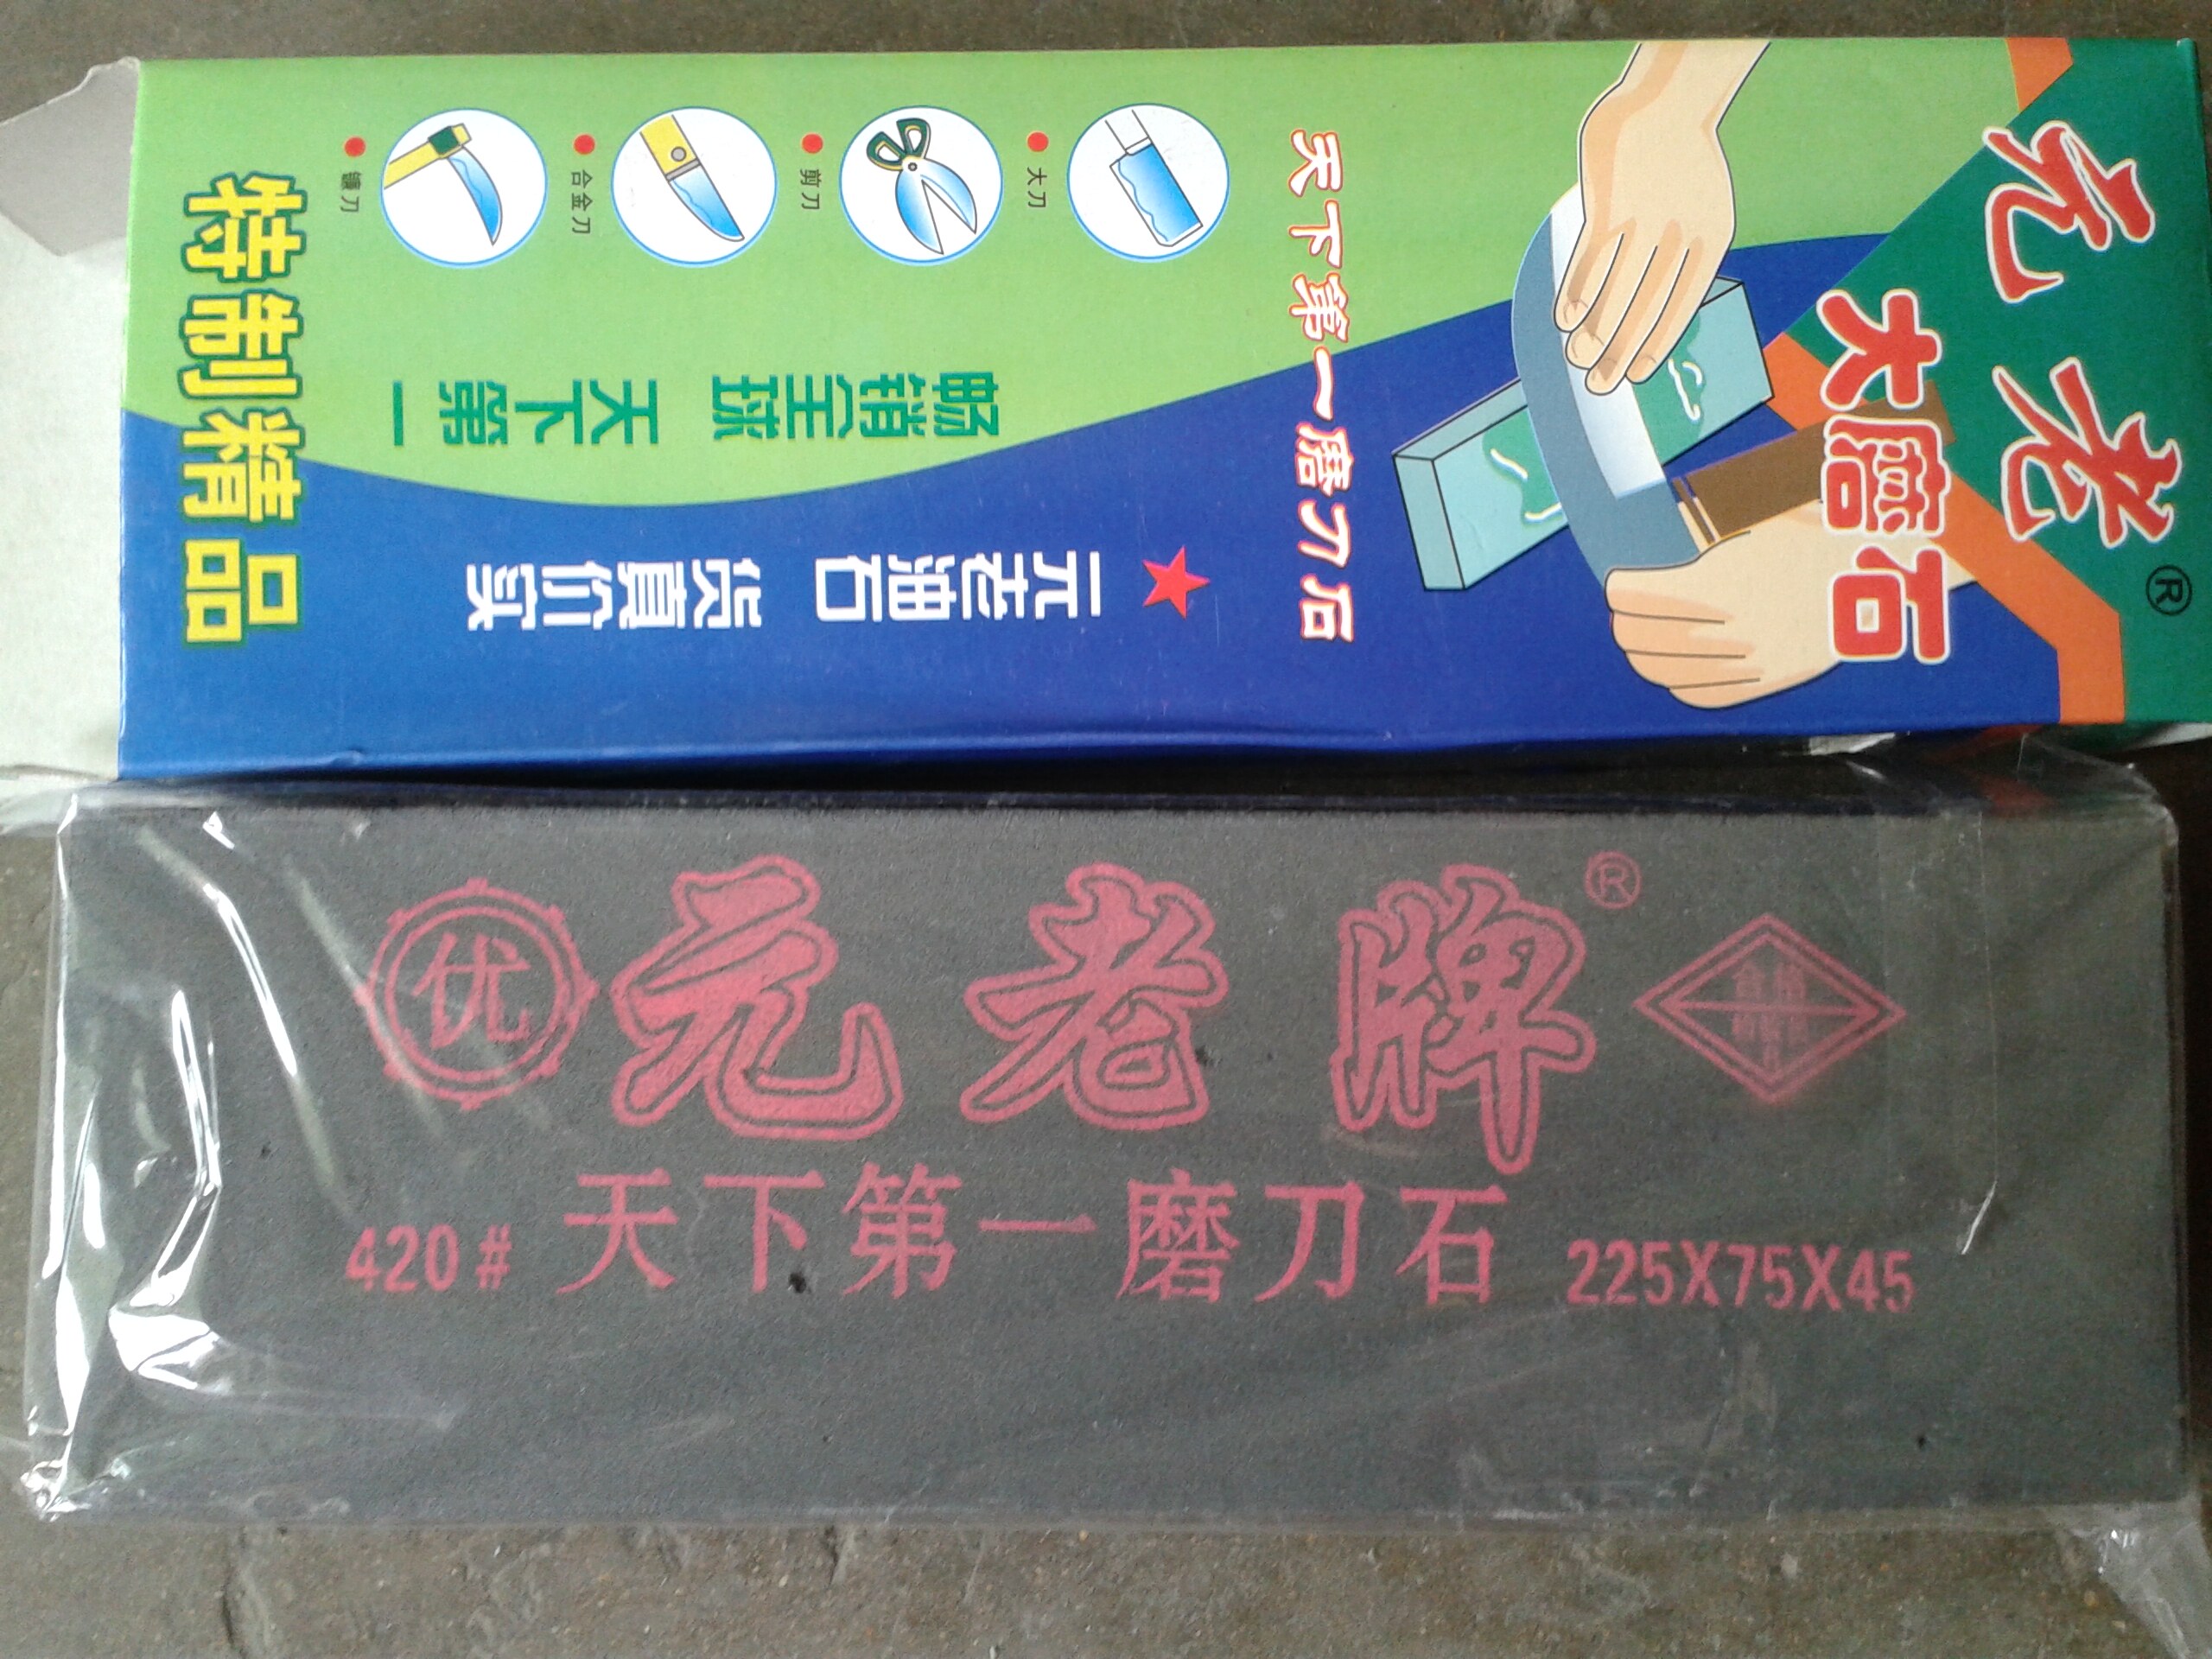 元老®
大磨石
天下第一磨刀石
大刀
剪刀
合金刀
镰刀
畅销全球 天下第一
元老油石 货真价实
特制精品
优 元老牌®
420# 天下第一磨刀石 225X75X45